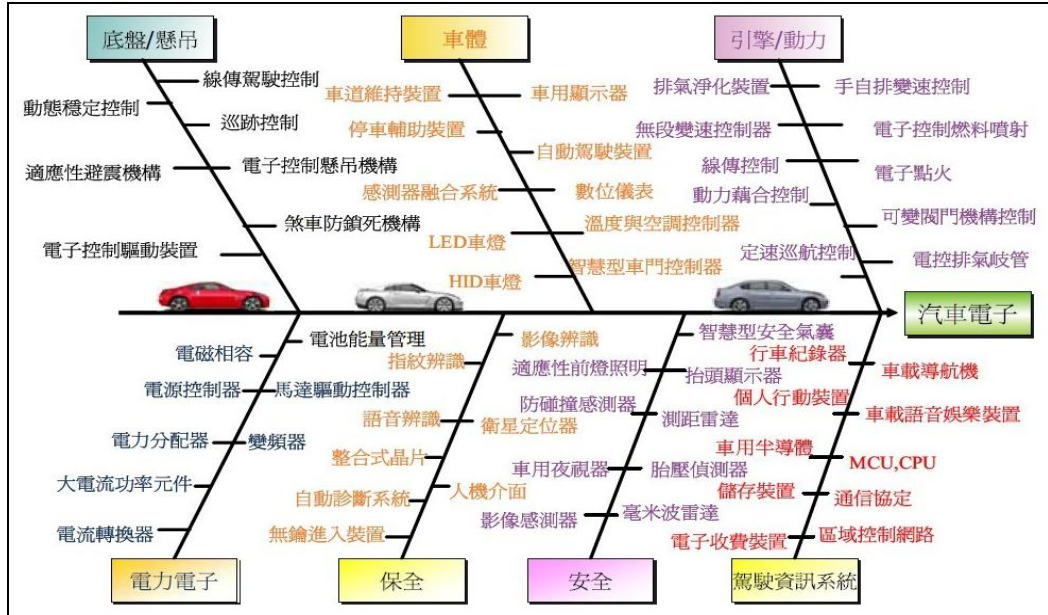 底盤/懸吊
車體
引擎/動力
線傳駕駛控制
動態穩定控制
巡跡控制
適應性避震機構
電子控制懸吊機構
煞車防鎖死機構
電子控制驅動裝置
車道維持裝置
車用顯示器
停車輔助裝置
自動駕駛裝置
感測器融合系統
數位儀表
溫度與空調控制器
LED車燈
智慧型車門控制器
HID車燈
排氣淨化裝置
手自排變速控制
無段變速控制器
電子控制燃料噴射
線傳控制
電子點火
動力藕合控制
可變閥門機構控制
定速巡航控制
電控排氣岐管
汽車電子
電池能量管理
電磁相容
電源控制器
馬達驅動控制器
電力分配器
變頻器
大電流功率元件
電流轉換器
電力電子
影像辨識
指紋辨識
語音辨識
衛星定位器
整合式晶片
人機介面
自動診斷系統
無鑰進入裝置
保全
智慧型安全氣囊
適應性前燈照明
抬頭顯示器
防碰撞感測器
測距雷達
車用夜視器
胎壓偵測器
影像感測器
毫米波雷達
安全
行車紀錄器
車載導航機
個人行動裝置
車載語音娛樂裝置
車用半導體
MCU,CPU
儲存裝置
通信協定
電子收費裝置
區域控制網路
駕駛資訊系統